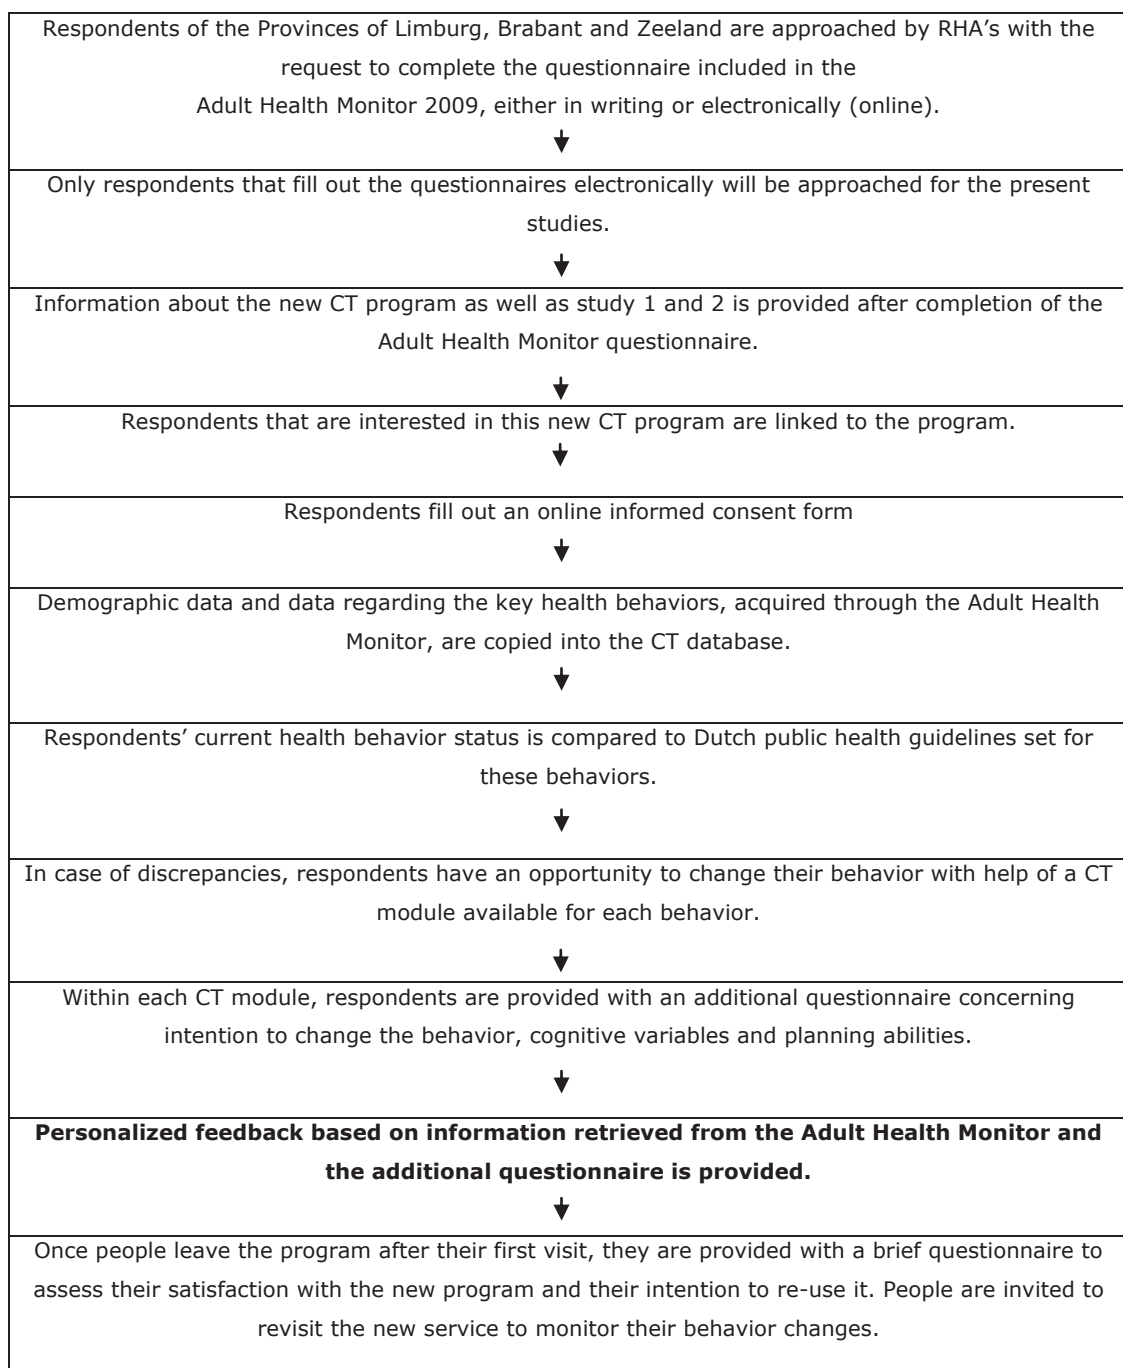 Respondents of the Provinces of Limburg, Brabant and Zeeland are approached by RHA’s with the
request to complete the questionnaire included in the
Adult Health Monitor 2009, either in writing or electronically (online).
Only respondents that fill out the questionnaires electronically will be approached for the present
studies.
Information about the new CT program as well as study 1 and 2 is provided after completion of the
Adult Health Monitor questionnaire.
Respondents that are interested in this new CT program are linked to the program.
Respondents fill out an online informed consent form
Demographic data and data regarding the key health behaviors, acquired through the Adult Health
Monitor, are copied into the CT database.
Respondents’ current health behavior status is compared to Dutch public health guidelines set for
these behaviors.
In case of discrepancies, respondents have an opportunity to change their behavior with help of a CT
module available for each behavior.
Within each CT module, respondents are provided with an additional questionnaire concerning
intention to change the behavior, cognitive variables and planning abilities.
Personalized feedback based on information retrieved from the Adult Health Monitor and
the additional questionnaire is provided.
Once people leave the program after their first visit, they are provided with a brief questionnaire to
assess their satisfaction with the new program and their intention to re-use it. People are invited to
revisit the new service to monitor their behavior changes.